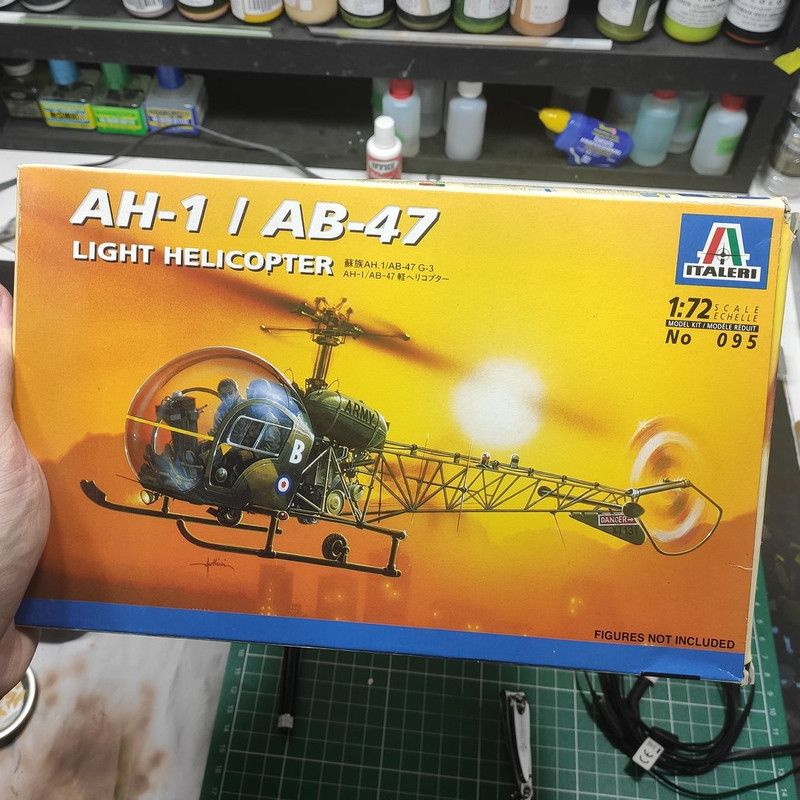 AH-1 / AB-47
LIGHT HELICOPTER
蘇族AH.1/AB-47 G-3
AH-1/AB-47 軽ヘリコプター
ITALERI
1:72 SCALE
ECHELLE
MODEL KIT / MODÈLE RÉDUIT
No 095
ARMY
B
DANGER
FIGURES NOT INCLUDED
CE